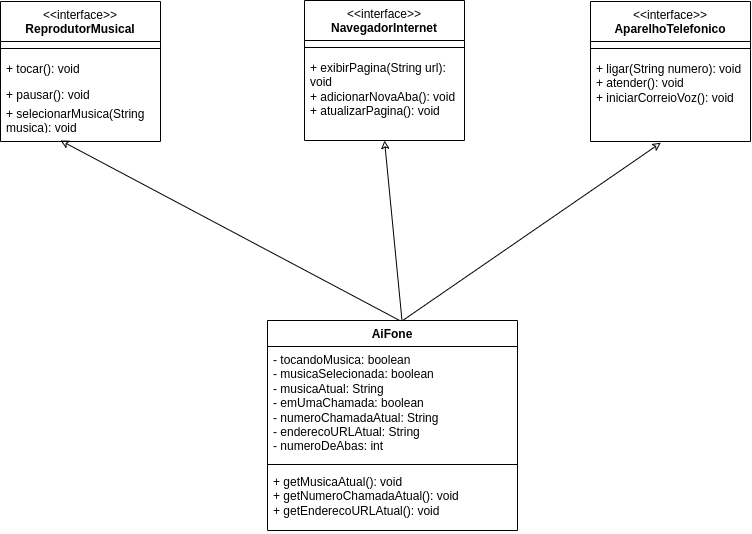 <<interface>>
ReprodutorMusical
+ tocar(): void
+ pausar(): void
+ selecionarMusica(String
musica): void
<<interface>>
NavegadorInternet
+ exibirPagina(String url):
void
+ adicionarNovaAba(): void
+ atualizarPagina(): void
<<interface>>
AparelhoTelefonico
+ ligar(String numero): void
+ atender(): void
+ iniciarCorreioVoz(): void
AiFone
- tocandoMusica: boolean
- musicaSelecionada: boolean
- musicaAtual: String
- emUmaChamada: boolean
- numeroChamadaAtual: String
- enderecoURLAtual: String
- numeroDeAbas: int
+ getMusicaAtual(): void
+ getNumeroChamadaAtual(): void
+ getEnderecoURLAtual(): void